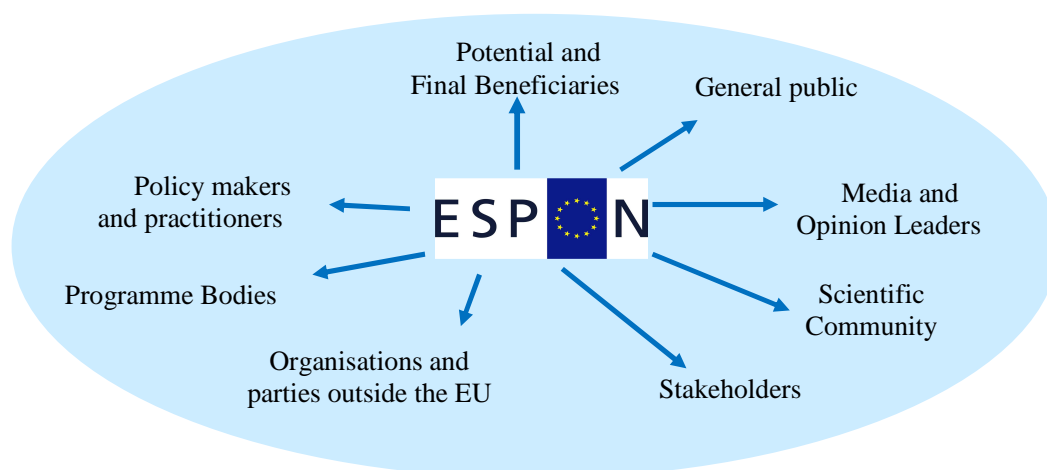 Potential and
Final Beneficiaries
General public
Policy makers
and practitioners
ESPON
Media and
Opinion Leaders
Programme Bodies
Scientific
Community
Organisations and
parties outside the EU
Stakeholders